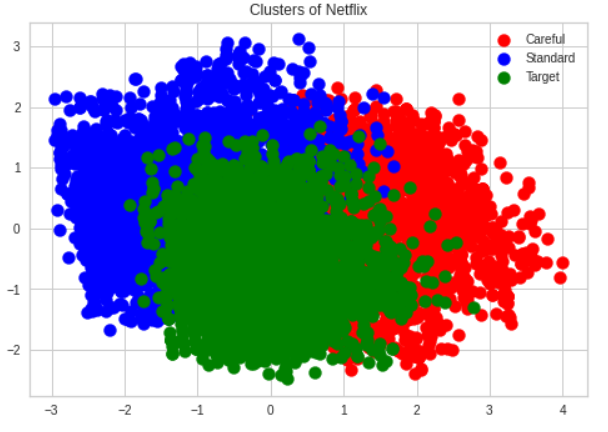 Clusters of Netflix
Careful
Standard
Target
3
2
1
0
−1
−2
−3 −2 −1 0 1 2 3 4